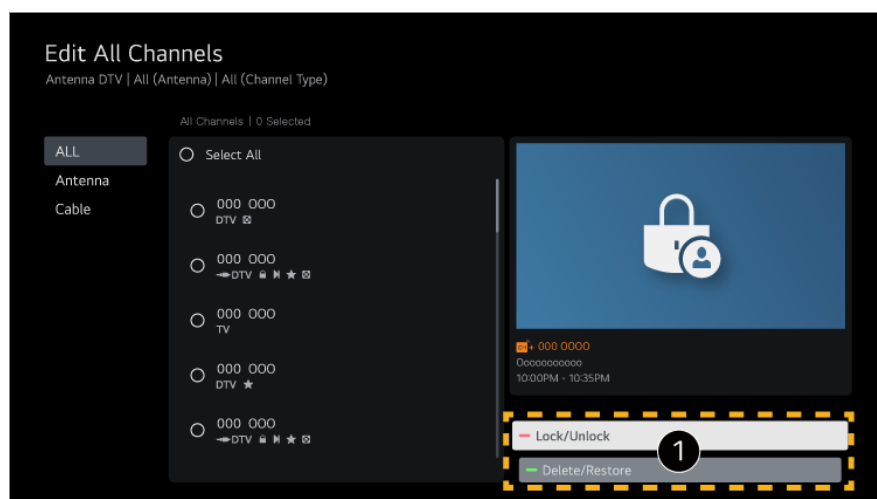 Edit All Channels
Antenna DTV | All (Antenna) | All (Channel Type)
All Channels | 0 Selected
ALL
Antenna
Cable
Select All
000 000
DTV
000 000
DTV
000 000
TV
000 000
DTV
000 000
DTV
CH+ 000 0000
Oooooooooo
10:00PM - 10:35PM
Lock/Unlock
1
Delete/Restore